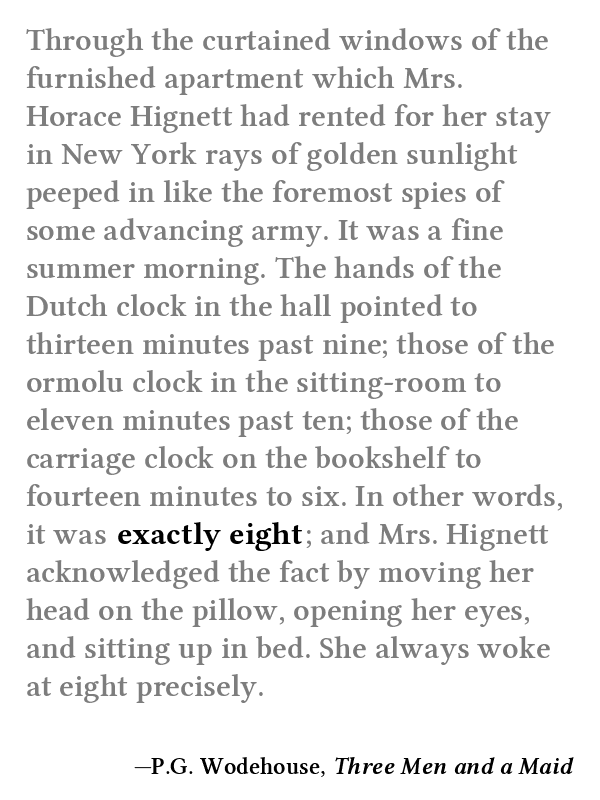 Through the curtained windows of the
furnished apartment which Mrs.
Horace Hignett had rented for her stay
in New York rays of golden sunlight
peeped in like the foremost spies of
some advancing army. It was a fine
summer morning. The hands of the
Dutch clock in the hall pointed to
thirteen minutes past nine; those of the
ormolu clock in the sitting-room to
eleven minutes past ten; those of the
carriage clock on the bookshelf to
fourteen minutes to six. In other words,
it was exactly eight; and Mrs. Hignett
acknowledged the fact by moving her
head on the pillow, opening her eyes,
and sitting up in bed. She always woke
at eight precisely.
—P.G. Wodehouse, Three Men and a Maid